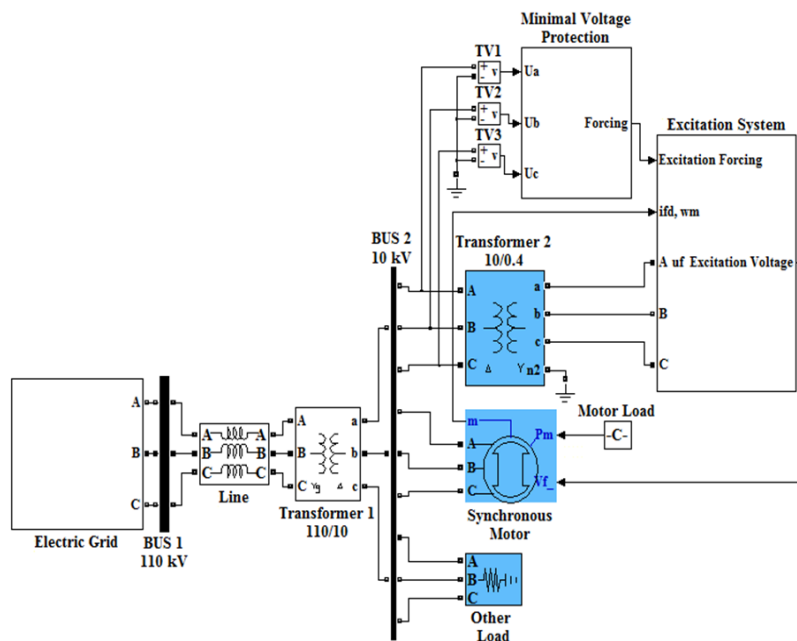 Minimal Voltage
Protection
TV1
+
-
v
Ua
TV2
+
-
v
Ub
Forcing
TV3
+
-
v
Uc
Excitation System
Excitation Forcing
ifd, wm
A uf Excitation Voltage
B
C
BUS 2
10 kV
Transformer 2
10/0.4
A
B
C
a
b
c
n2
Δ
Y
m
A
B
C
Pm
Vf_
Synchronous
Motor
Motor Load
-C-
A
B
C
Electric Grid
BUS 1
110 kV
A A
B B
C C
Line
A
B
C
a
b
c
Yg
Δ
Transformer 1
110/10
A
B
C
Other
Load